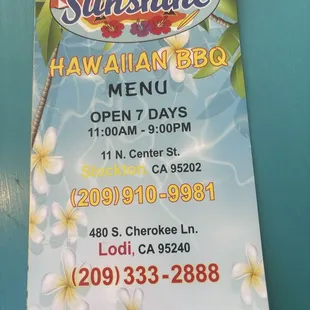 Sunshine
HAWAIIAN BBQ
MENU
OPEN 7 DAYS
11:00AM - 9:00PM
11 N. Center St.
Stockton, CA 95202
(209)910-9981
480 S. Cherokee Ln.
Lodi, CA 95240
(209)333-2888